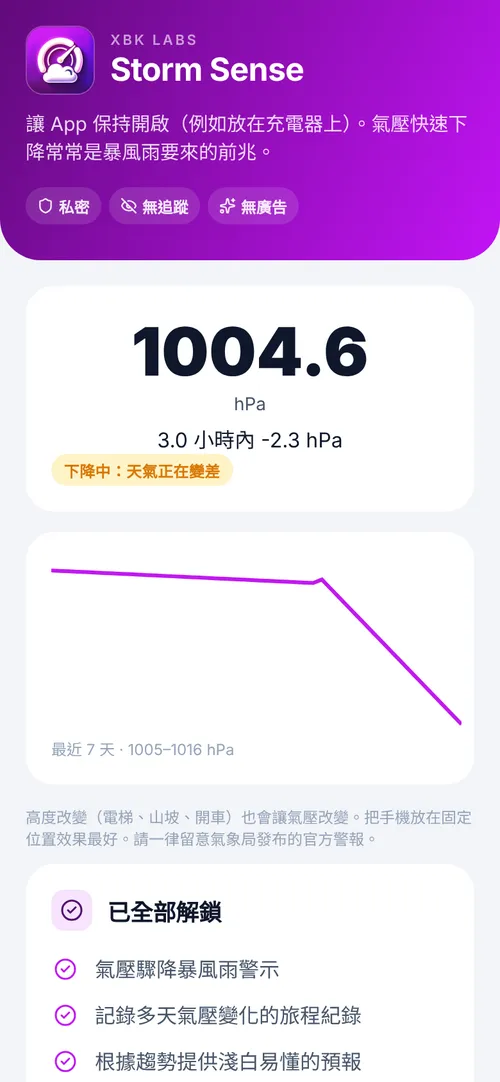 XBK LABS
Storm Sense
讓 App 保持開啟（例如放在充電器上）。氣壓快速下
降常常是暴風雨要來的前兆。
私密
無追蹤
無廣告
1004.6
hPa
3.0 小時內 -2.3 hPa
下降中：天氣正在變差
最近 7 天 · 1005–1016 hPa
高度改變（電梯、山坡、開車）也會讓氣壓改變。把手機放在固定
位置效果最好。請一律留意氣象局發布的官方警報。
已全部解鎖
氣壓驟降暴風雨警示
記錄多天氣壓變化的旅程紀錄
根據趨勢提供淺白易懂的預報